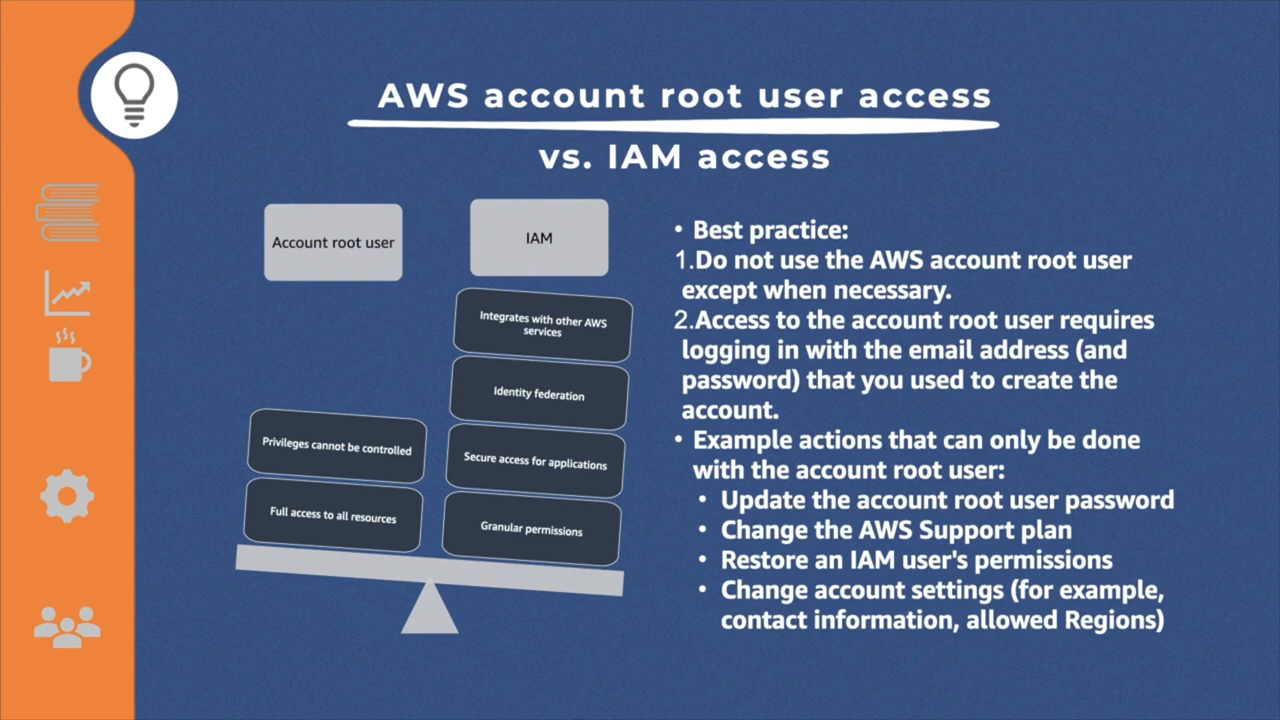 AWS account root user access
vs. IAM access
Account root user
IAM
Integrates with other AWS
services
Identity federation
Secure access for applications
Granular permissions
Privileges cannot be controlled
Full access to all resources
• Best practice:
1.Do not use the AWS account root user
except when necessary.
2.Access to the account root user requires
logging in with the email address (and
password) that you used to create the
account.
• Example actions that can only be done
with the account root user:
• Update the account root user password
• Change the AWS Support plan
• Restore an IAM user's permissions
• Change account settings (for example,
contact information, allowed Regions)